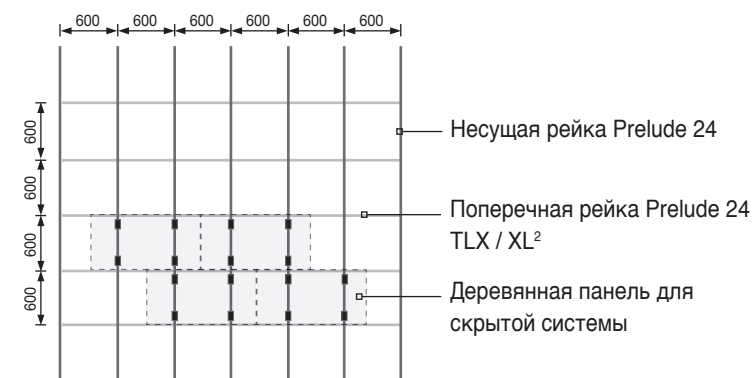 600 600 600 600 600 600
600
600
600
600
Несущая рейка Prelude 24
Поперечная рейка Prelude 24
TLX / XL²
Деревянная панель для
скрытой системы